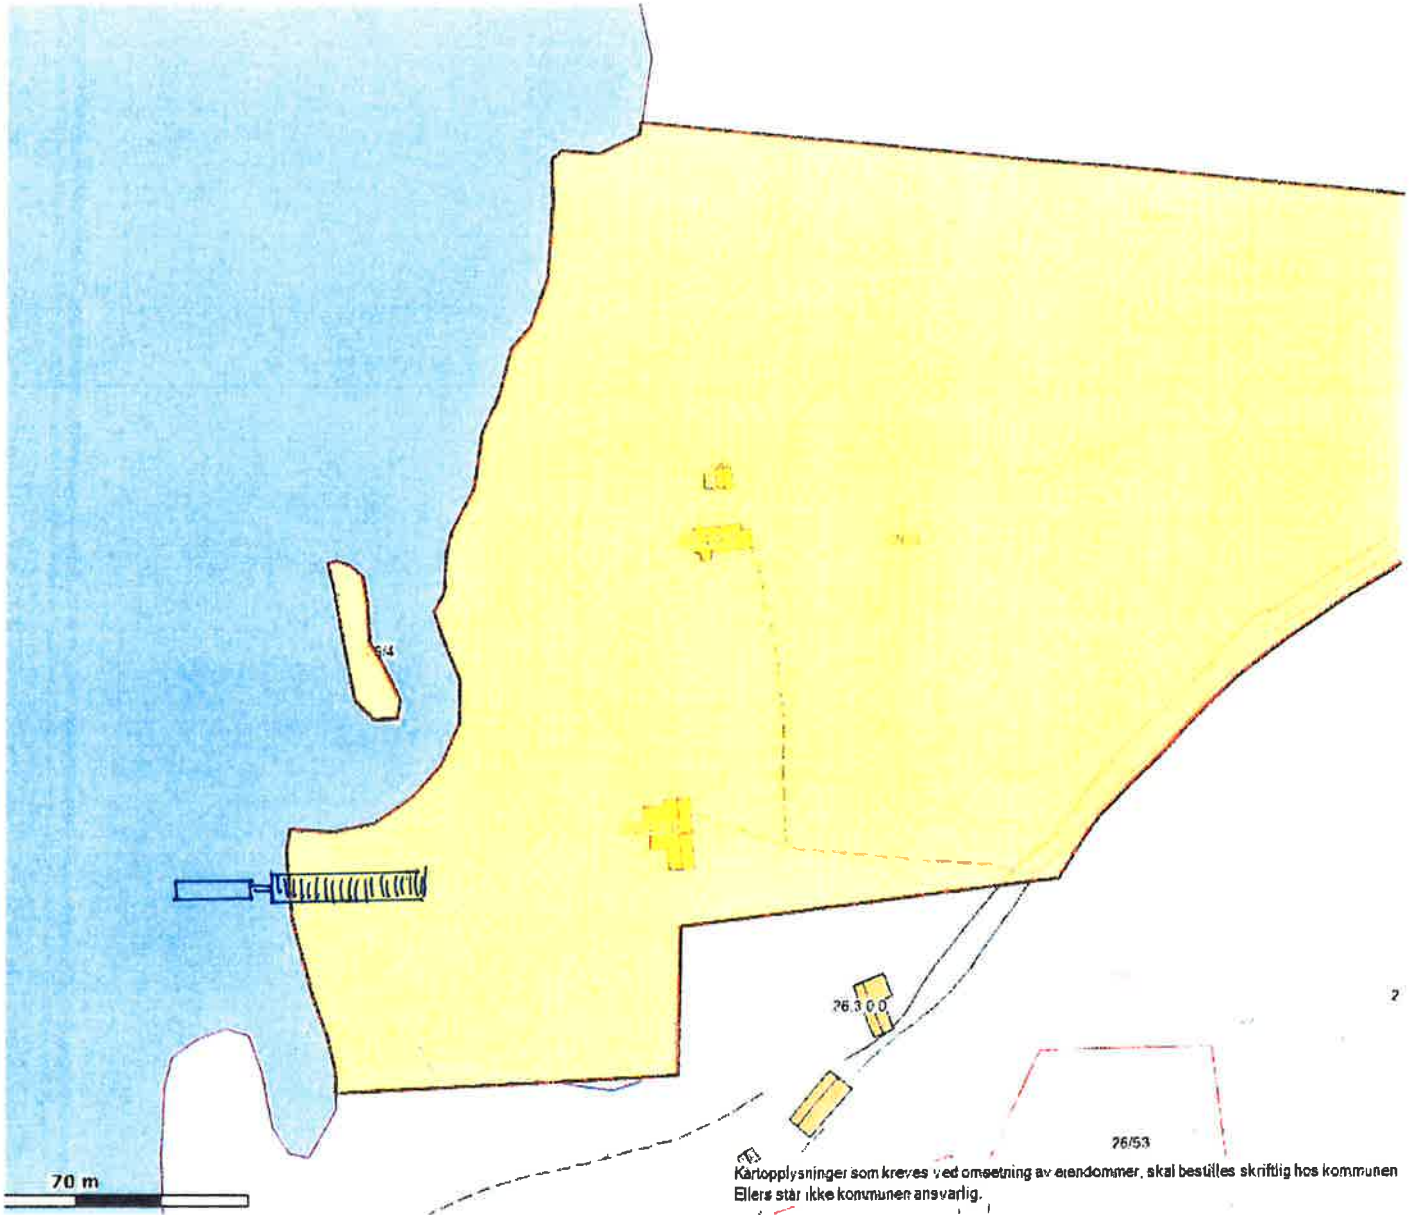 6/4
26.3.0.0
2
26/53
70 m
Kartopplysninger som kreves ved omsetning av eiendommer, skal bestilles skriftlig hos kommunen
Ellers står ikke kommunen ansvarlig.